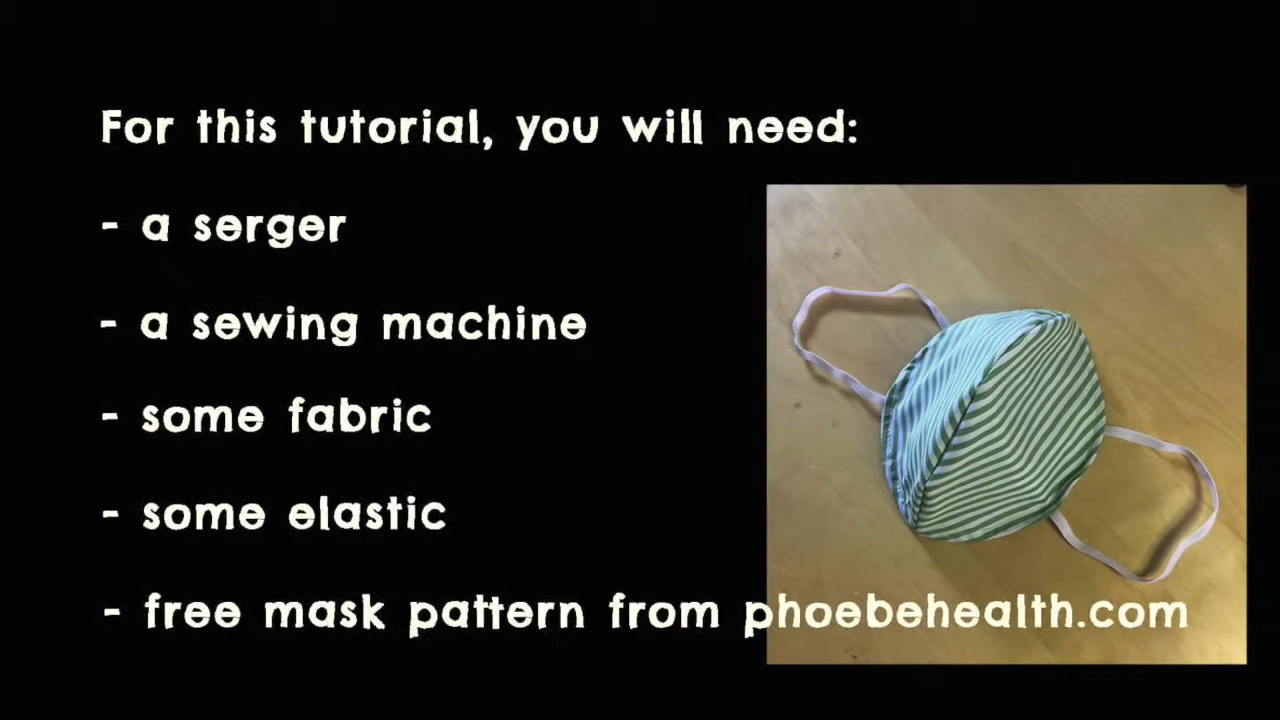 For this tutorial, you will need:
- a serger
- a sewing machine
- some fabric
- some elastic
- free mask pattern from phoebehealth.com